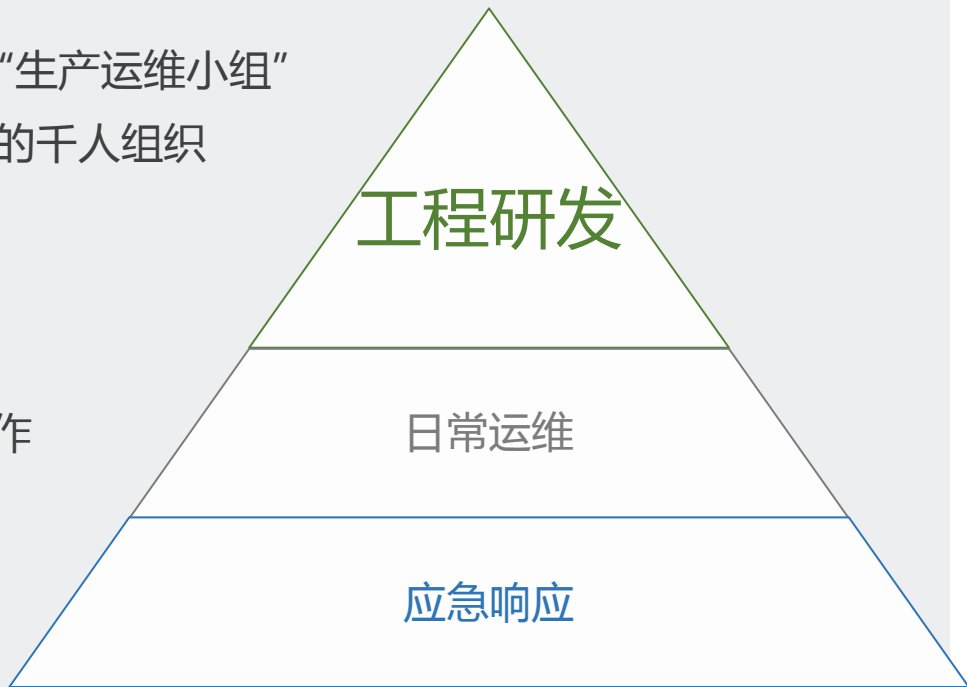 “生产运维小组”
的千人组织
工程研发
作
日常运维
应急响应